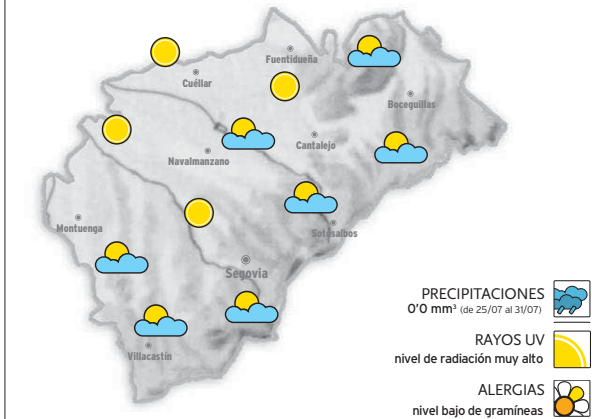 Fuentidueña
Cuéllar
Boceguillas
Cantalejo
Navalmanzano
Montuenga
Sotosalbos
Segovia
Villacastín
PRECIPITACIONES
0'0 mm³ (de 25/07 al 31/07)
RAYOS UV
nivel de radiación muy alto
ALERGIAS
nivel bajo de gramíneas